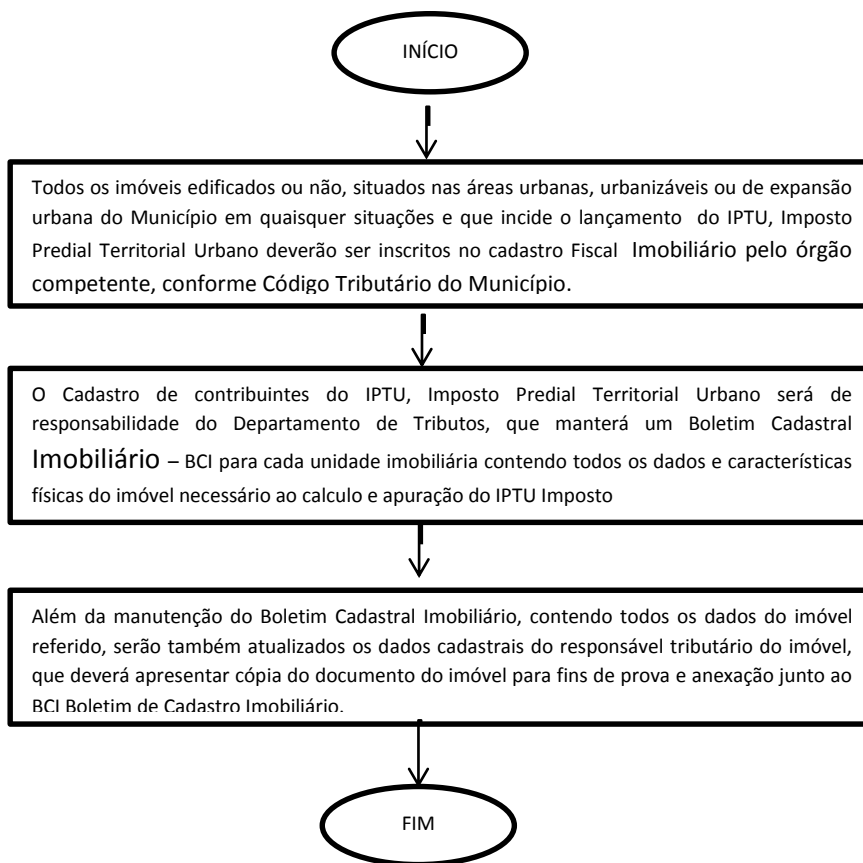 INÍCIO
Todos os imóveis edificados ou não, situados nas áreas urbanas, urbanizáveis ou de expansão
urbana do Município em quaisquer situações e que incide o lançamento do IPTU, Imposto
Predial Territorial Urbano deverão ser inscritos no cadastro Fiscal Imobiliário pelo órgão
competente, conforme Código Tributário do Município.
O Cadastro de contribuintes do IPTU, Imposto Predial Territorial Urbano será de
responsabilidade do Departamento de Tributos, que manterá um Boletim Cadastral
Imobiliário – BCI para cada unidade imobiliária contendo todos os dados e características
físicas do imóvel necessário ao calculo e apuração do IPTU Imposto
Além da manutenção do Boletim Cadastral Imobiliário, contendo todos os dados do imóvel
referido, serão também atualizados os dados cadastrais do responsável tributário do imóvel,
que deverá apresentar cópia do documento do imóvel para fins de prova e anexação junto ao
BCI Boletim de Cadastro Imobiliário.
FIM